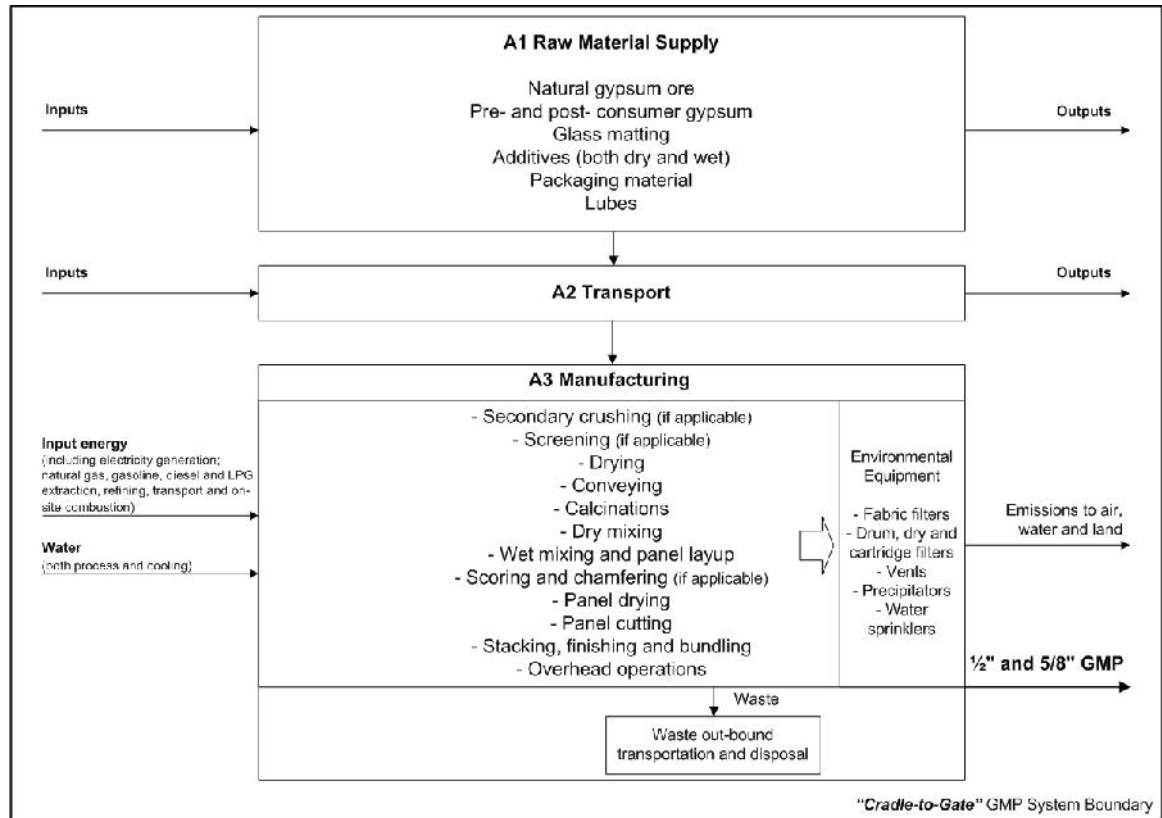 A1 Raw Material Supply
Natural gypsum ore
Pre- and post- consumer gypsum
Glass matting
Additives (both dry and wet)
Packaging material
Lubes
Inputs
Outputs
Inputs
A2 Transport
Outputs
A3 Manufacturing
Input energy
(including electricity generation;
natural gas, gasoline, diesel and LPG
extraction, refining, transport and on-
site combustion)
Water
(both process and cooling)
- Secondary crushing (if applicable)
- Screening (if applicable)
- Drying
- Conveying
- Calcinations
- Dry mixing
- Wet mixing and panel layup
- Scoring and chamfering (if applicable)
- Panel drying
- Panel cutting
- Stacking, finishing and bundling
- Overhead operations
Environmental
Equipment
- Fabric filters
- Drum, dry and
cartridge filters
- Vents
- Precipitators
- Water
sprinklers
Emissions to air,
water and land
½" and 5/8" GMP
Waste
Waste out-bound
transportation and disposal
"Cradle-to-Gate" GMP System Boundary